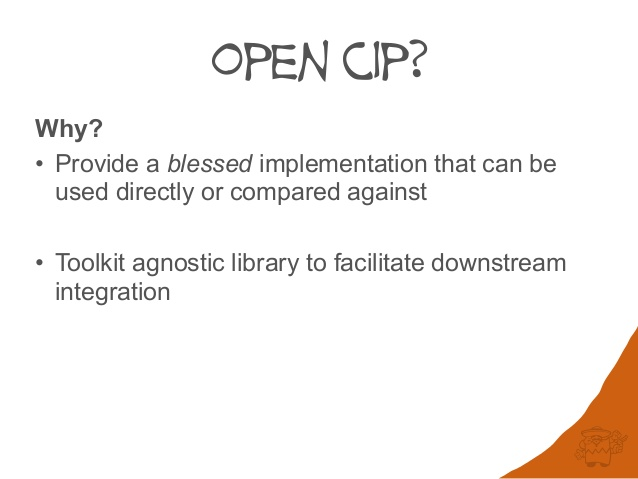 OPEN CIP?
Why?
• Provide a blessed implementation that can be
used directly or compared against
• Toolkit agnostic library to facilitate downstream
integration